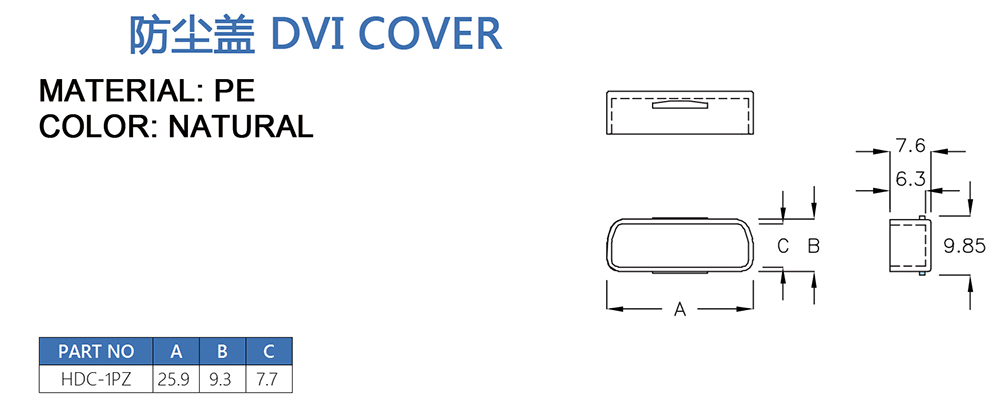 防尘盖 DVI COVER
MATERIAL: PE
COLOR: NATURAL
7.6
6.3
C B 9.85
A
PART NO A B C
HDC-1PZ 25.9 9.3 7.7